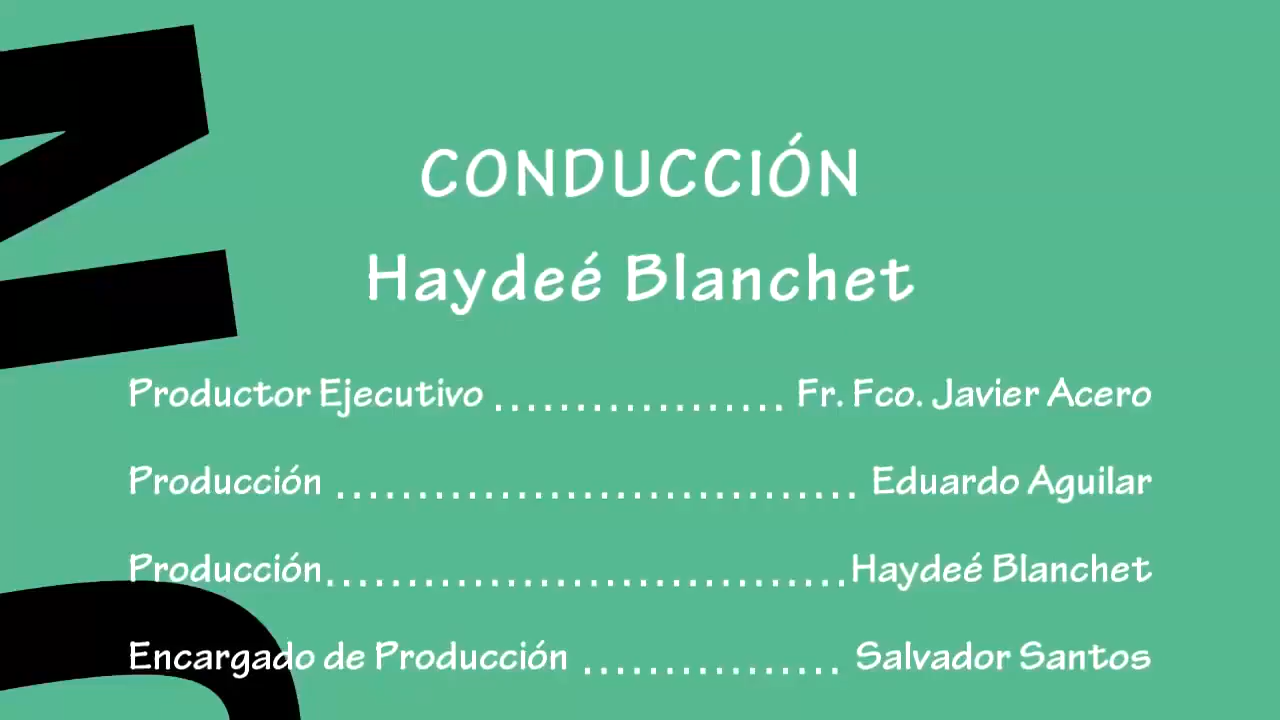 CONDUCCIÓN
Haydeé Blanchet
Productor Ejecutivo .................. Fr. Fco. Javier Acero
Producción ................................ Eduardo Aguilar
Producción................................Haydeé Blanchet
Encargado de Producción ................ Salvador Santos